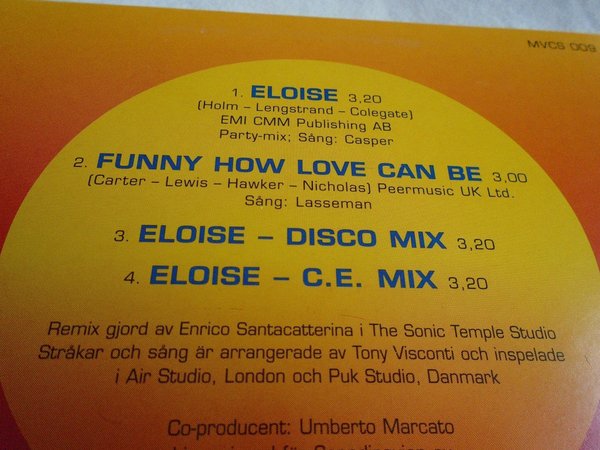 MVCS 009
1. ELOISE 3,20
(Holm – Lengstrand – Colegate)
EMI CMM Publishing AB
Party-mix; Sång: Casper
2. FUNNY HOW LOVE CAN BE 3,00
(Carter – Lewis – Hawker – Nicholas) Peermusic UK Ltd.
Sång: Lasseman
3. ELOISE – DISCO MIX 3,20
4. ELOISE – C.E. MIX 3,20
Remix gjord av Enrico Santacatterina i The Sonic Temple Studio
Stråkar och sång är arrangerade av Tony Visconti och inspelade
i Air Studio, London och Puk Studio, Danmark
Co-producent: Umberto Marcato